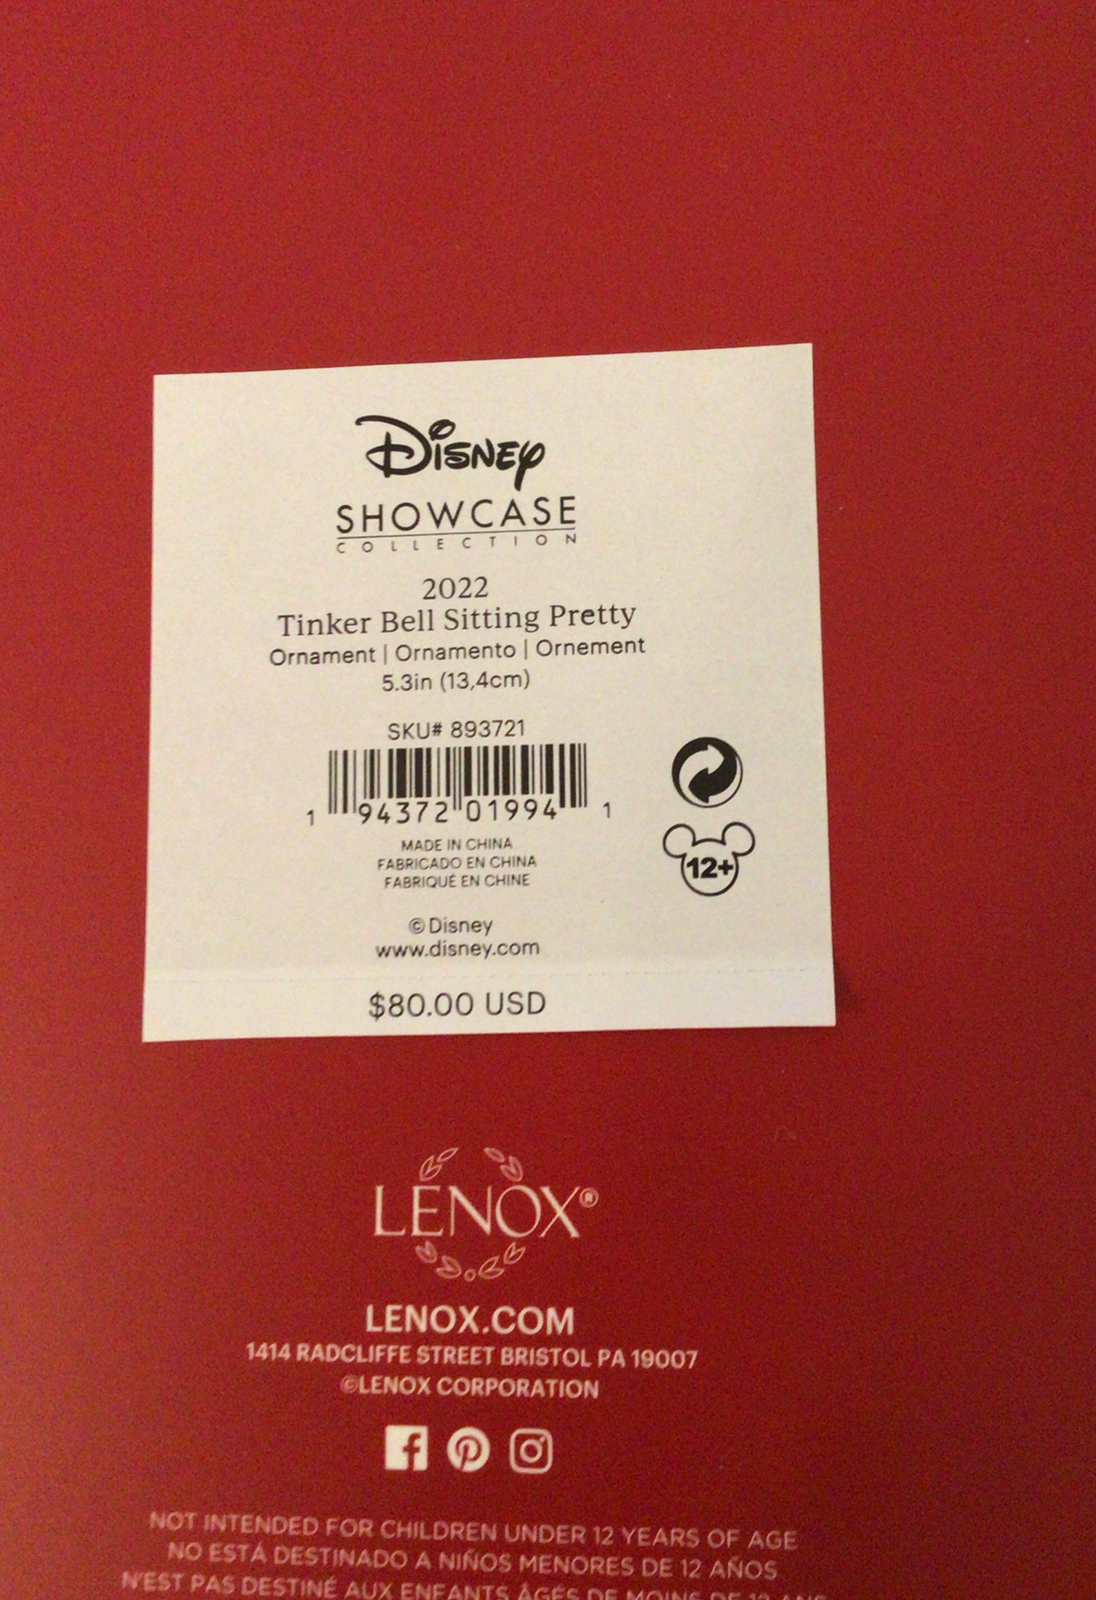 Disney
SHOWCASE
COLLECTION
2022
Tinker Bell Sitting Pretty
Ornament | Ornamento | Ornement
5.3in (13,4cm)
SKU# 893721
1 94372 01994 1
12+
MADE IN CHINA
FABRICADO EN CHINA
FABRIQUÉ EN CHINE
©Disney
www.disney.com
$80.00 USD
LENOX®
LENOX.COM
1414 RADCLIFFE STREET BRISTOL PA 19007
©LENOX CORPORATION
NOT INTENDED FOR CHILDREN UNDER 12 YEARS OF AGE
NO ESTÁ DESTINADO A NIÑOS MENORES DE 12 AÑOS
N'EST PAS DESTINÉ AUX ENFANTS ÂGÉS DE MOINS DE 12 ANS